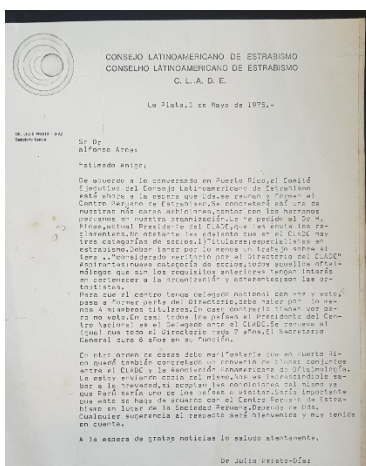 CONSEJO LATINOAMERICANO DE ESTRABISMO
CONSELHO LATINOAMERICANO DE ESTRABISMO
C. L. A. D. E.
La Plata,1 de Mayo de 1975.-
DR. JULIO PRIETO - DIAZ
Sr Dr
alfonso Arce:
Estimado amigo:
De acuerdo a lo conversado en Puerto Rico,el Comité
Ejecutivo del Consejo Latinoamericano de Estrabismo
está ahora a la espera que Uds.se reunan y formen el
Centro Peruano de Estrabismo.Se concretará así una de
nuestras más caras ambiciones,contar con los hermanos
peruanos en nuestra organización.Le he pedido al Dr H.
actual Presidente del CLADE,que les envíe los re-
glamentos.No obstante les adelanto que en el CLADE hay
tres categorías de socios.1)Titulares:especialistas en
estrabismo.Deben tener por lo menos un trabajo sobre el
tema .."considerado meritorio por el Directorio del CLADE"
aspirantes:nueva categoría de socios,todos aquellos oftal-
mólogos que sin los requisitos anteriores tengan interés
en pertenecer a la organización y adherentes:son las or-
toptistas.
Para que el centro tenga delegado nacional con voz y voto,
pasa a formar parte del Directorio,debe haber por lo me-
nos 4 miembros titulares.En caso contrario tiene voz pe-
ro no voto.En casi todos los países el Presidente del Cen-
tro Nacional es el Delegado ante el CLADE.Se renueva al
igual que todo el Directorio cada 2 años.El Secretario
General dura 6 años en su función.
En otro orden de cosas debo manifestarle que en Puerto Ri-
co quedó también concretado un convenio de planes conjuntos
entre el CLADE y la Asociación Panamericana de Oftalmología.
Le estoy enviando copia del mismo.Nos es imprescindible sa-
ber a la brevedad,si aceptan las condiciones del mismo ya
que Perú sería uno de los países a visitar.Sería importante
que esto se haga de acuerdo con el Centro Peruano de Estra-
bismo en lugar de la Sociedad Peruana.Depende de Uds.
Cualquier sugerencia al respecto será bienvenida y muy tenida
en cuenta.
A la espera de gratas noticias lo saludo atentamente,
Dr Julio Prieto-Díaz